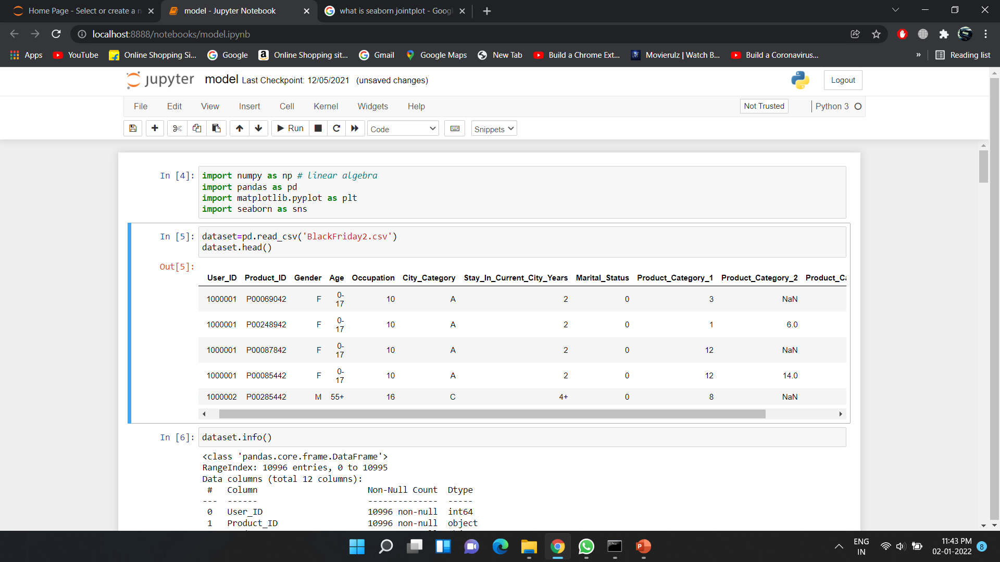 Home Page - Select or create a n
model - Jupyter Notebook
what is seaborn jointplot - Googl
localhost:8888/notebooks/model.ipynb
Apps YouTube Online Shopping Si... Google Online Shopping sit... Gmail Google Maps New Tab Build a Chrome Ext... Movierulz | Watch B... Build a Coronavirus... » Reading list
jupyter model Last Checkpoint: 12/05/2021 (unsaved changes) Logout
File Edit View Insert Cell Kernel Widgets Help Not Trusted Python 3
Run Code Snippets
In [4]: import numpy as np # linear algebra
import pandas as pd
import matplotlib.pyplot as plt
import seaborn as sns
In [5]: dataset=pd.read_csv('BlackFriday2.csv')
dataset.head()
Out[5]:
User_ID Product_ID Gender Age Occupation City_Category Stay_In_Current_City_Years Marital_Status Product_Category_1 Product_Category_2 Product_Ca
1000001 P00069042 F 0-17 10 A 2 0 3 NaN
1000001 P00248942 F 0-17 10 A 2 0 1 6.0
1000001 P00087842 F 0-17 10 A 2 0 12 NaN
1000001 P00085442 F 0-17 10 A 2 0 12 14.0
1000002 P00285442 M 55+ 16 C 4+ 0 8 NaN
In [6]: dataset.info()
<class 'pandas.core.frame.DataFrame'>
RangeIndex: 10996 entries, 0 to 10995
Data columns (total 12 columns):
# Column Non-Null Count Dtype
--- ------ -------------- -----
0 User_ID 10996 non-null int64
1 Product_ID 10996 non-null object
ENG
IN
11:43 PM
02-01-2022
8